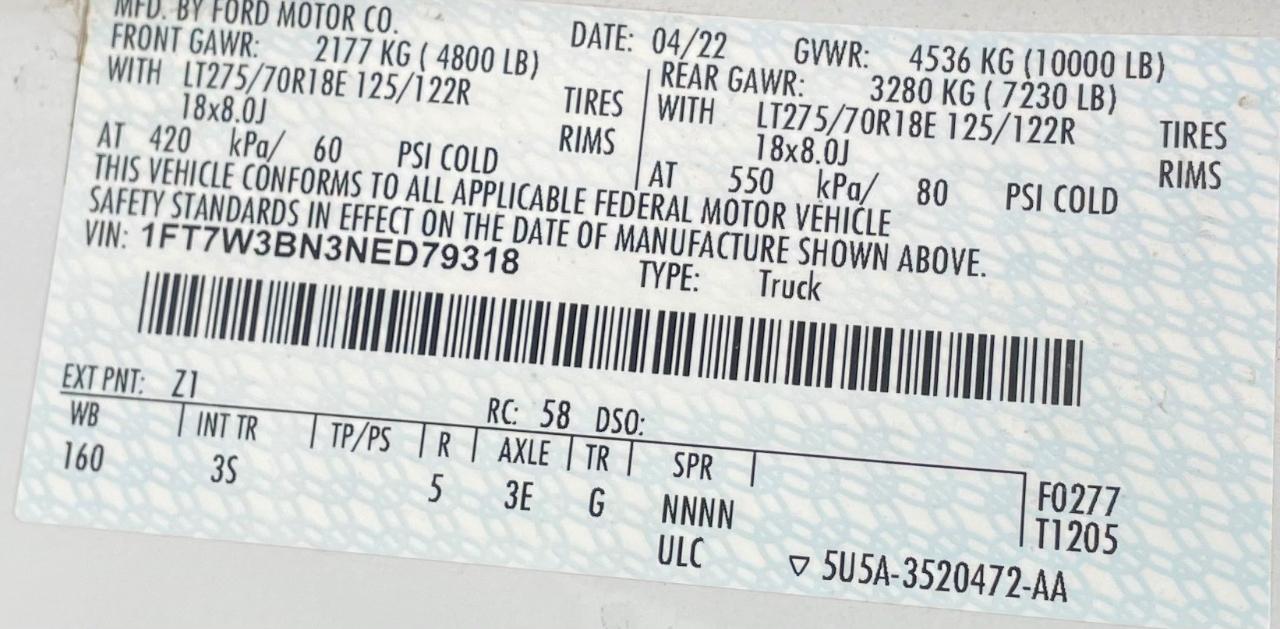 MFD. BY FORD MOTOR CO.
DATE: 04/22 GVWR: 4536 KG (10000 LB)
FRONT GAWR: 2177 KG ( 4800 LB)
WITH LT275/70R18E 125/122R TIRES
18x8.0J RIMS
AT 420 kPa/ 60 PSI COLD
REAR GAWR: 3280 KG ( 7230 LB)
WITH LT275/70R18E 125/122R TIRES
18x8.0J RIMS
AT 550 kPa/ 80 PSI COLD
THIS VEHICLE CONFORMS TO ALL APPLICABLE FEDERAL MOTOR VEHICLE
SAFETY STANDARDS IN EFFECT ON THE DATE OF MANUFACTURE SHOWN ABOVE.
VIN: 1FT7W3BN3NED79318 TYPE: Truck
EXT PNT: Z1 RC: 58 DSO:
WB INT TR TP/PS R AXLE TR SPR
160 3S 5 3E G NNNN
ULC
F0277
T1205
▽ 5U5A-3520472-AA